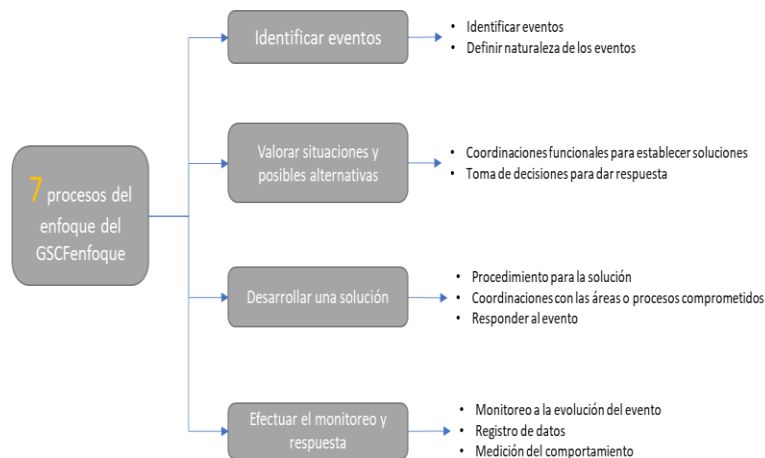 7 procesos del
enfoque del
GSCFenfoque
Identificar eventos
• Identificar eventos
• Definir naturaleza de los eventos
Valorar situaciones y
posibles alternativas
• Coordinaciones funcionales para establecer soluciones
• Toma de decisiones para dar respuesta
Desarrollar una solución
• Procedimiento para la solución
• Coordinaciones con las áreas o procesos comprometidos
• Responder al evento
Efectuar el monitoreo y
respuesta
• Monitoreo a la evolución del evento
• Registro de datos
• Medición del comportamiento